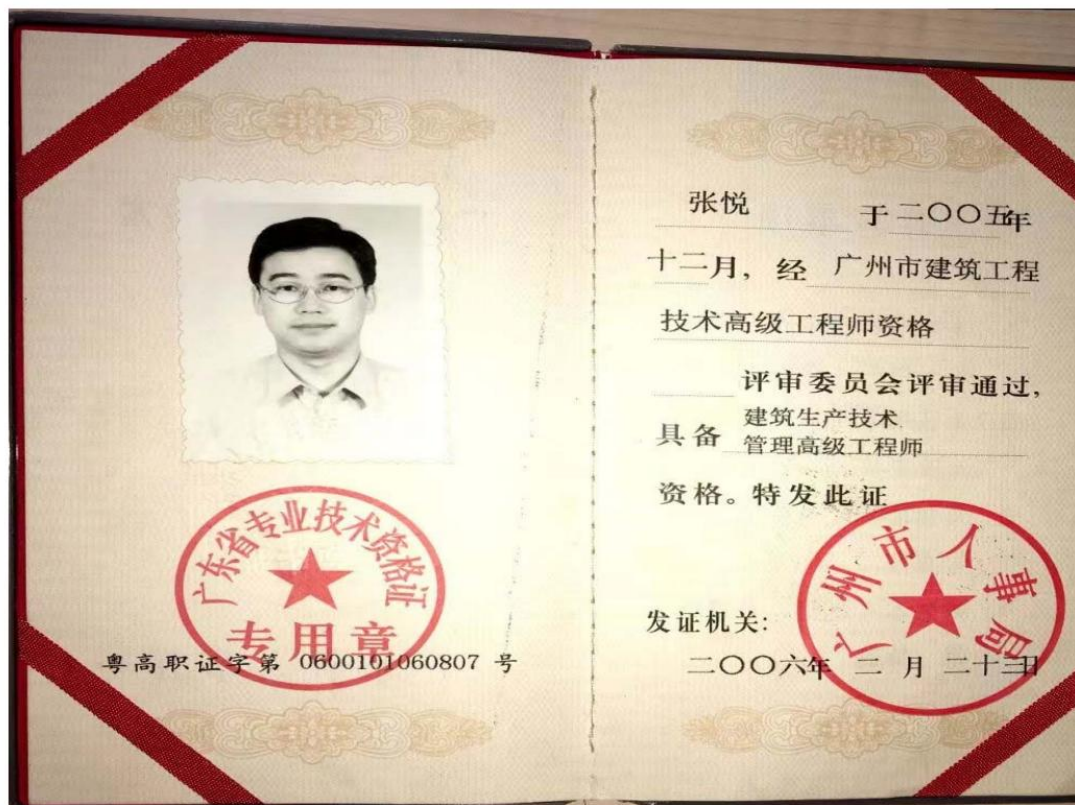 广东省专业技术资格证
专用章
粤高职证字第 0600101060807 号
张悦 于二〇〇五年
十二月，经 广州市建筑工程
技术高级工程师资格
评审委员会评审通过，
具备 建筑生产技术
管理高级工程师
资格。特发此证
广州市人事局
发证机关：
二〇〇六年 二 月 二十三日